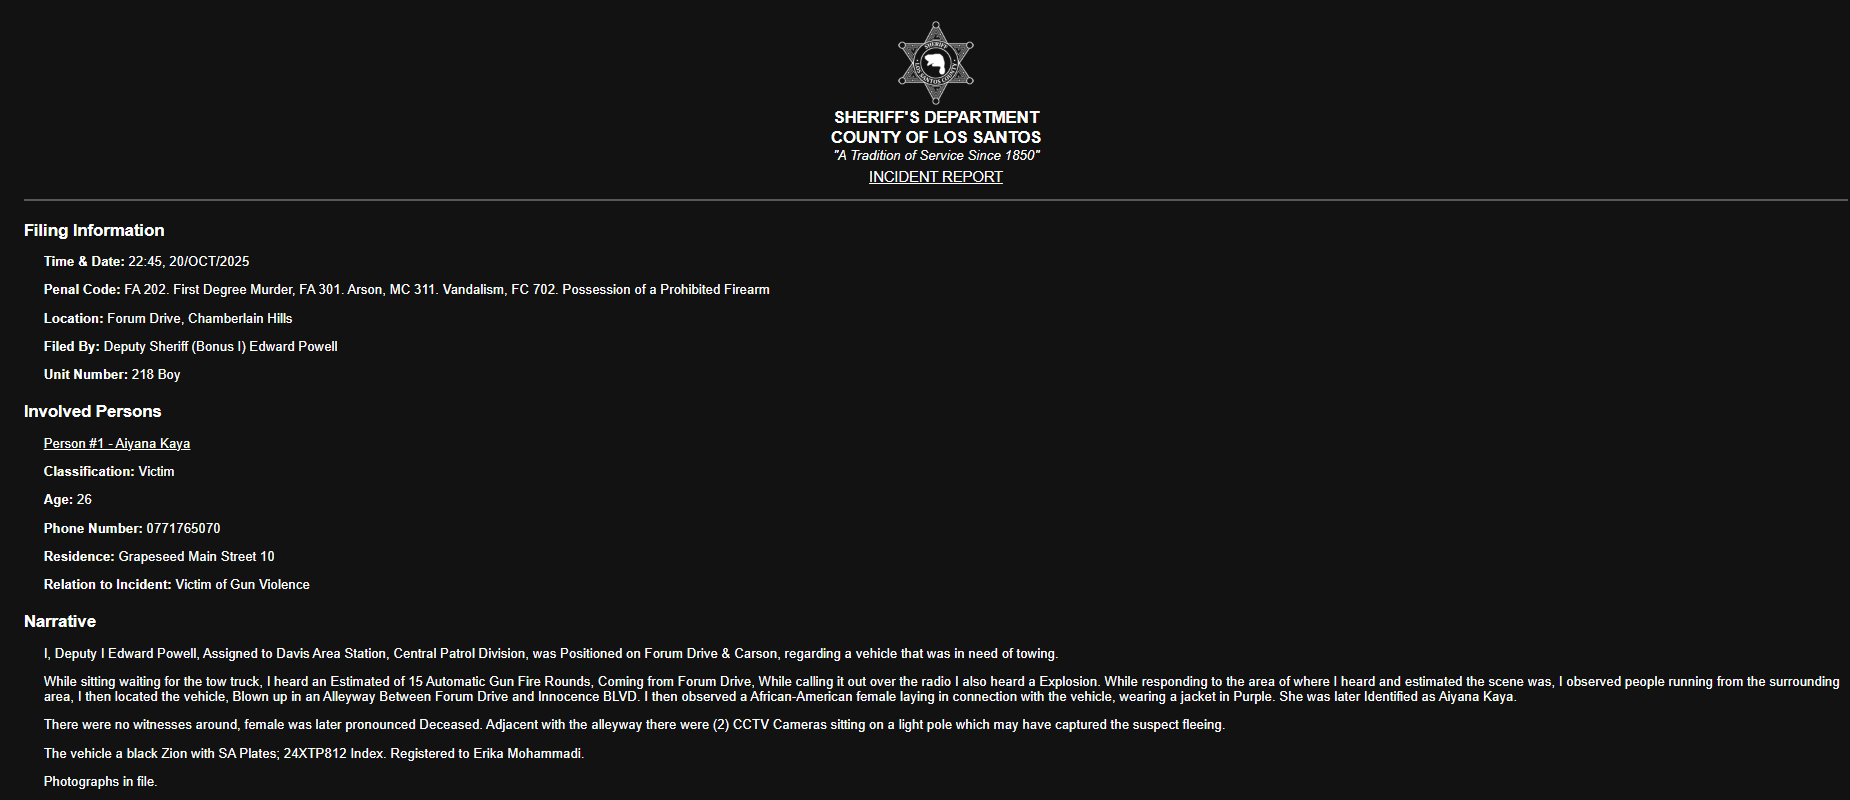 SHERIFF
LOS SANTOS COUNTY
SHERIFF'S DEPARTMENT
COUNTY OF LOS SANTOS
"A Tradition of Service Since 1850"
INCIDENT REPORT
Filing Information
Time & Date: 22:45, 20/OCT/2025
Penal Code: FA 202. First Degree Murder, FA 301. Arson, MC 311. Vandalism, FC 702. Possession of a Prohibited Firearm
Location: Forum Drive, Chamberlain Hills
Filed By: Deputy Sheriff (Bonus I) Edward Powell
Unit Number: 218 Boy
Involved Persons
Person #1 - Aiyana Kaya
Classification: Victim
Age: 26
Phone Number: 0771765070
Residence: Grapeseed Main Street 10
Relation to Incident: Victim of Gun Violence
Narrative
I, Deputy I Edward Powell, Assigned to Davis Area Station, Central Patrol Division, was Positioned on Forum Drive & Carson, regarding a vehicle that was in need of towing.
While sitting waiting for the tow truck, I heard an Estimated of 15 Automatic Gun Fire Rounds, Coming from Forum Drive, While calling it out over the radio I also heard a Explosion. While responding to the area of where I heard and estimated the scene was, I observed people running from the surrounding
area, I then located the vehicle, Blown up in an Alleyway Between Forum Drive and Innocence BLVD. I then observed a African-American female laying in connection with the vehicle, wearing a jacket in Purple. She was later Identified as Aiyana Kaya.
There were no witnesses around, female was later pronounced Deceased. Adjacent with the alleyway there were (2) CCTV Cameras sitting on a light pole which may have captured the suspect fleeing.
The vehicle a black Zion with SA Plates; 24XTP812 Index. Registered to Erika Mohammadi.
Photographs in file.